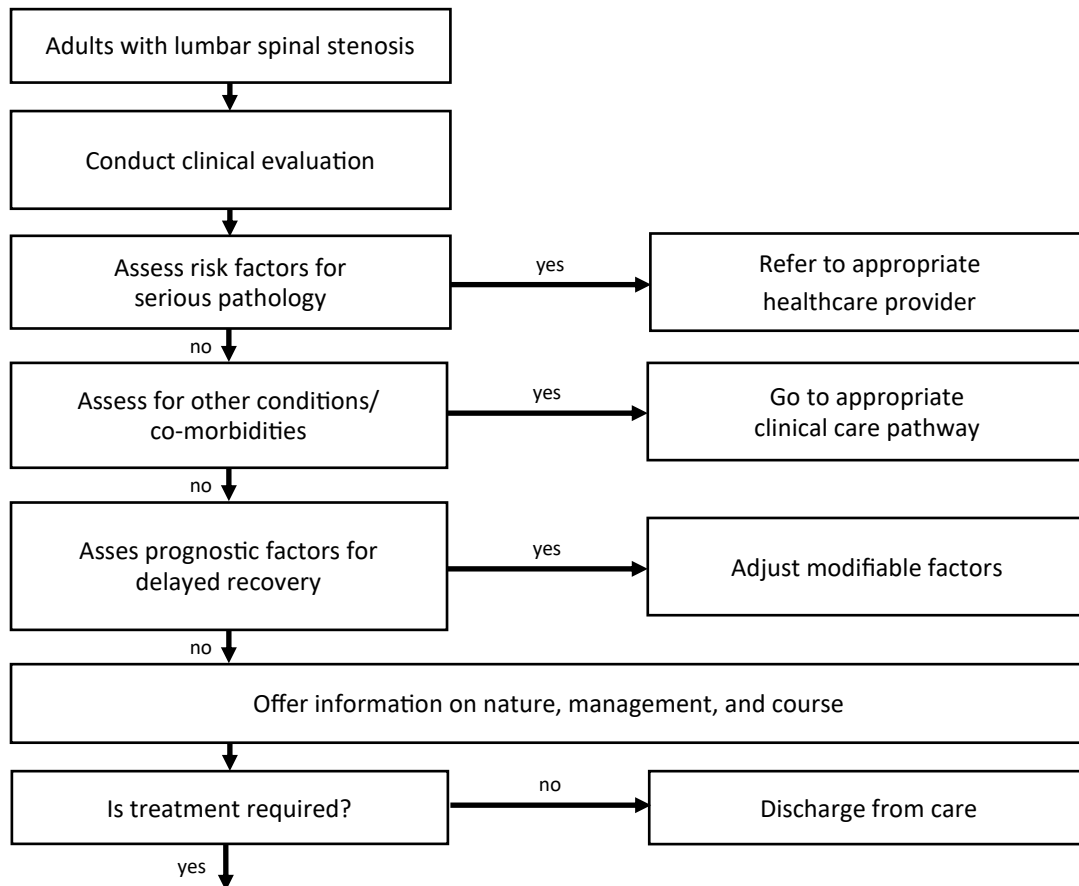 Adults with lumbar spinal stenosis
Conduct clinical evaluation
Assess risk factors for
serious pathology
yes
Refer to appropriate
healthcare provider
no
Assess for other conditions/
co-morbidities
yes
Go to appropriate
clinical care pathway
no
Asses prognostic factors for
delayed recovery
yes
Adjust modifiable factors
no
Offer information on nature, management, and course
Is treatment required?
no
Discharge from care
yes